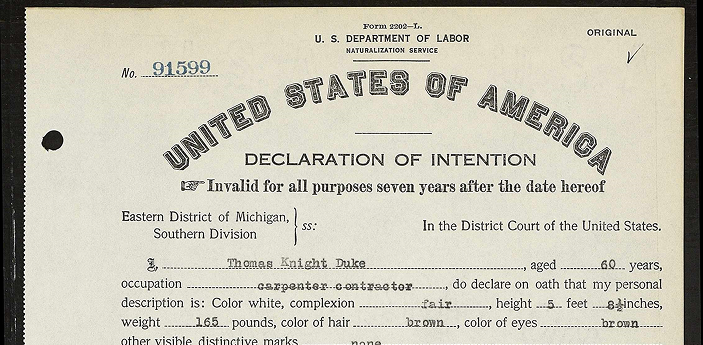 Form 2202—L.
U. S. DEPARTMENT OF LABOR
NATURALIZATION SERVICE
ORIGINAL
No. 91599
UNITED STATES OF AMERICA
DECLARATION OF INTENTION
☞ Invalid for all purposes seven years after the date hereof
Eastern District of Michigan, Southern Division } ss: In the District Court of the United States.
I, Thomas Knight Duke, aged 60 years,
occupation carpenter contractor, do declare on oath that my personal
description is: Color white, complexion fair, height 5 feet 8½ inches,
weight 165 pounds, color of hair brown, color of eyes brown
other visible distinctive marks none